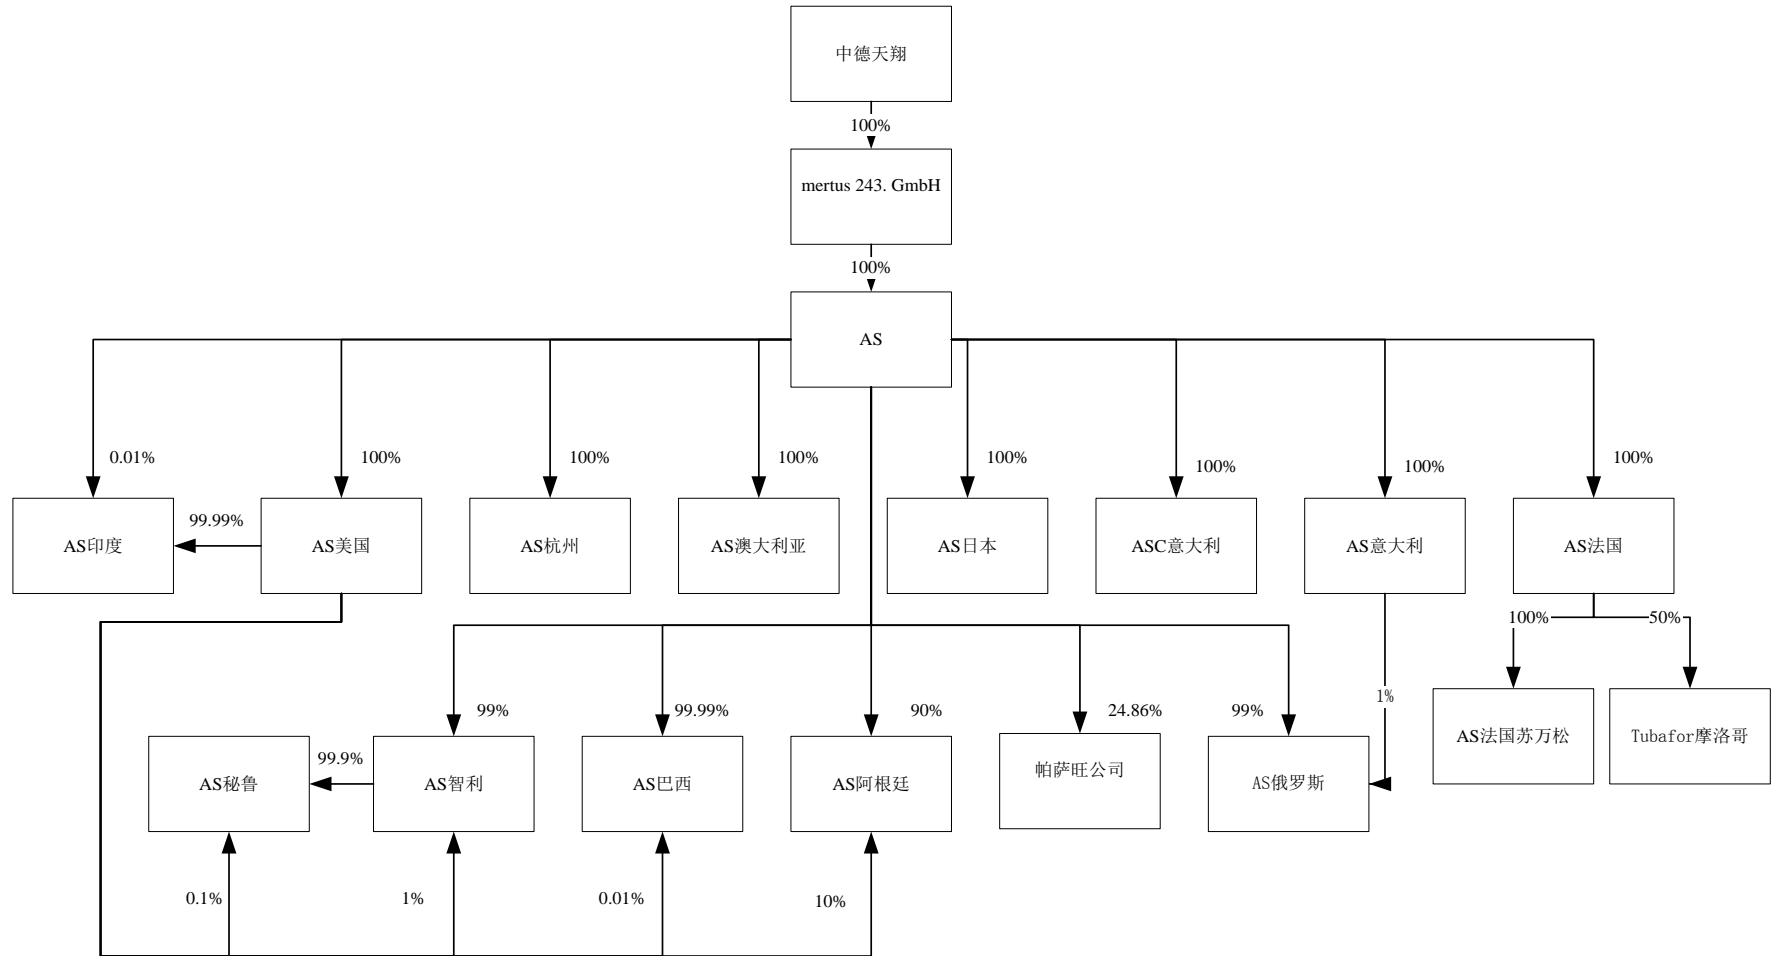 中德天翔
100%
mertus 243. GmbH
100%
AS
0.01%
100%
100%
100%
100%
100%
100%
100%
AS印度
99.99%
AS美国
AS杭州
AS澳大利亚
AS日本
ASC意大利
AS意大利
AS法国
100%
50%
99%
99.99%
90%
24.86%
99%
1%
AS法国苏万松
Tubafor摩洛哥
AS秘鲁
99.9%
AS智利
AS巴西
AS阿根廷
帕萨旺公司
AS俄罗斯
0.1%
1%
0.01%
10%